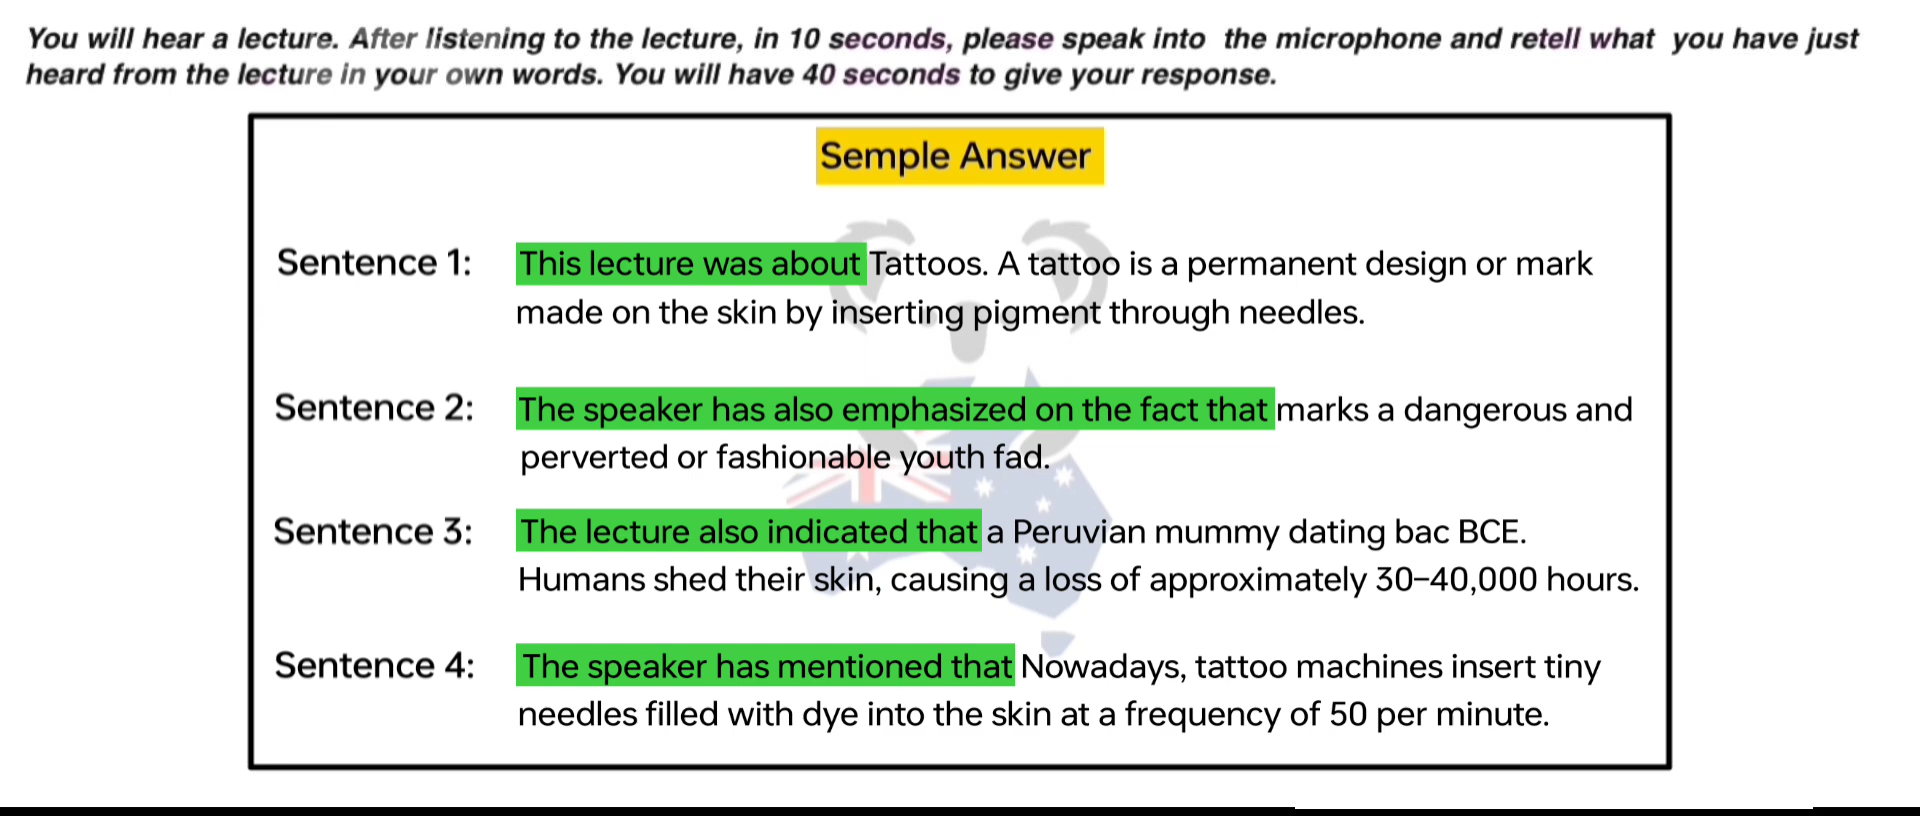 You will hear a lecture. After listening to the lecture, in 10 seconds, please speak into the microphone and retell what you have just
heard from the lecture in your own words. You will have 40 seconds to give your response.
Semple Answer
Sentence 1: This lecture was about Tattoos. A tattoo is a permanent design or mark
made on the skin by inserting pigment through needles.
Sentence 2: The speaker has also emphasized on the fact that marks a dangerous and
perverted or fashionable youth fad.
Sentence 3: The lecture also indicated that a Peruvian mummy dating bac BCE.
Humans shed their skin, causing a loss of approximately 30–40,000 hours.
Sentence 4: The speaker has mentioned that Nowadays, tattoo machines insert tiny
needles filled with dye into the skin at a frequency of 50 per minute.